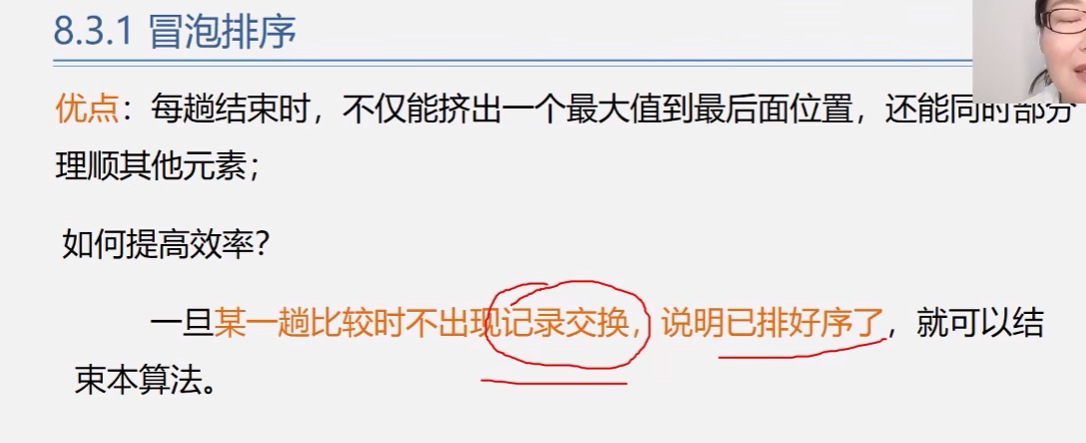 8.3.1 冒泡排序
优点：每趟结束时，不仅能挤出一个最大值到最后面位置，还能同时部分
理顺其他元素；
如何提高效率？
一旦某一趟比较时不出现记录交换，说明已排好序了，就可以结
束本算法。